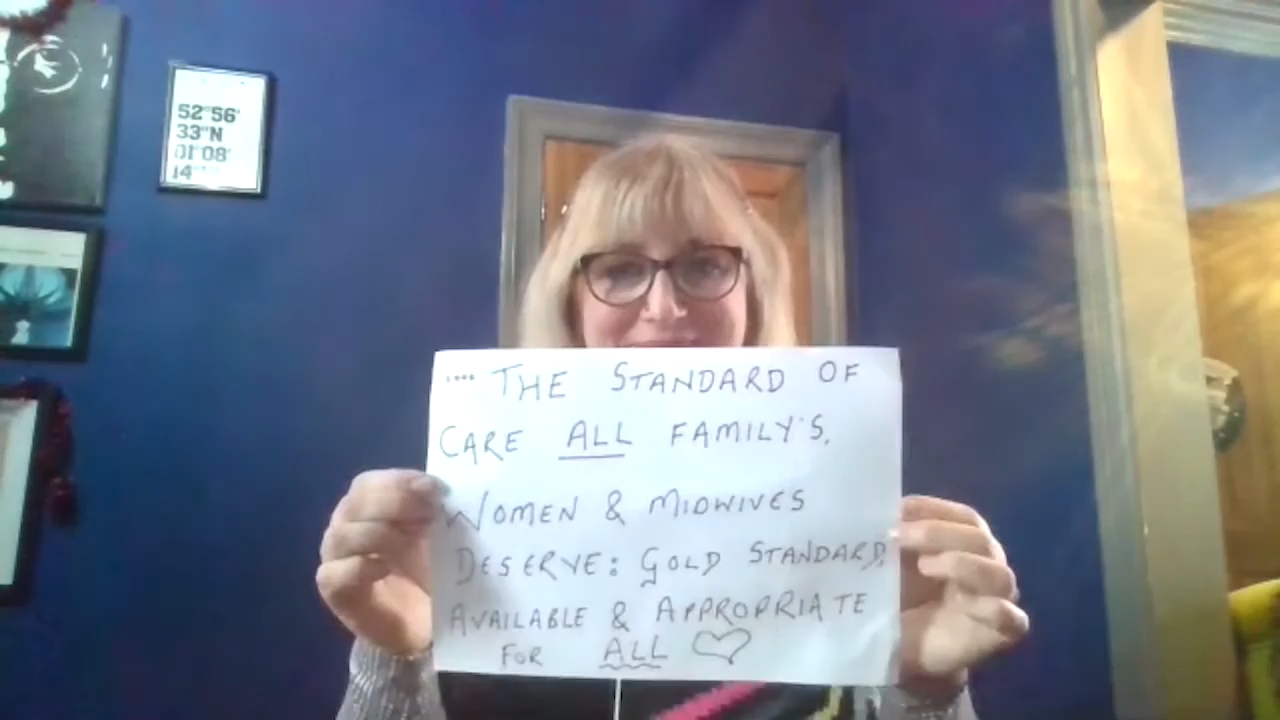 52°56'
33"N
01°08'
14"
.... THE STANDARD OF
CARE ALL FAMILY'S,
WOMEN & MIDWIVES
DESERVE: GOLD STANDARD,
AVAILABLE & APPROPRIATE
FOR ALL ♡